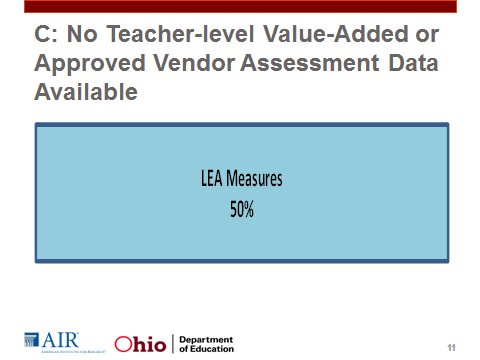 C: No Teacher-level Value-Added or
Approved Vendor Assessment Data
Available
LEA Measures
50%
AIR
AMERICAN INSTITUTES FOR RESEARCH
Ohio
Department
of Education
11